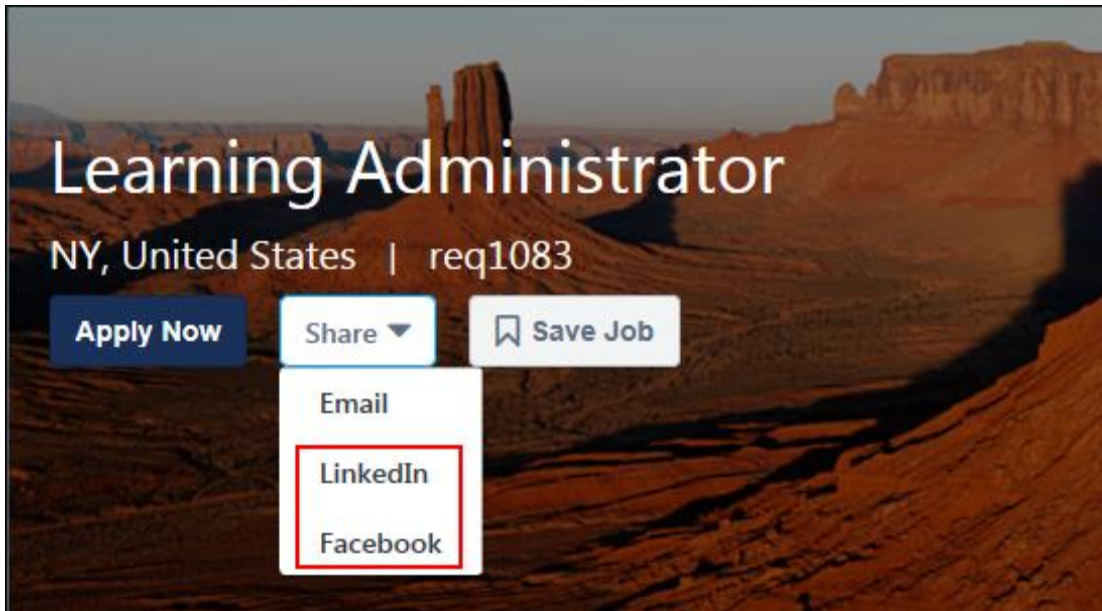 Learning Administrator
NY, United States | req1083
Apply Now Share Save Job
Email
LinkedIn
Facebook